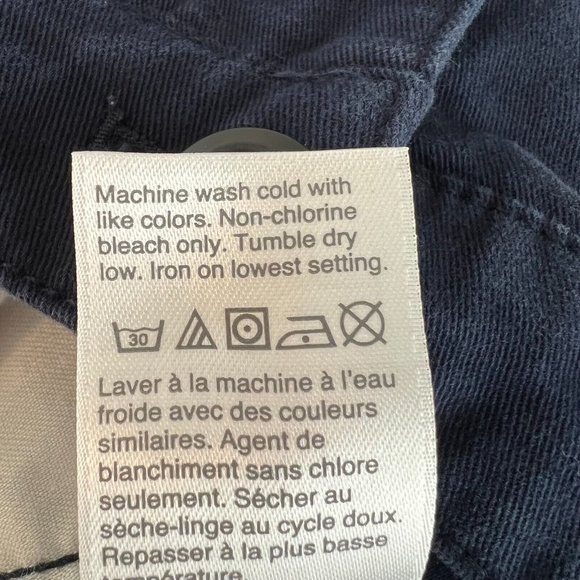 Machine wash cold with
like colors. Non-chlorine
bleach only. Tumble dry
low. Iron on lowest setting.
30
Laver à la machine à l'eau
froide avec des couleurs
similaires. Agent de
blanchiment sans chlore
seulement. Sécher au
sèche-linge au cycle doux.
Repasser à la plus basse
température.